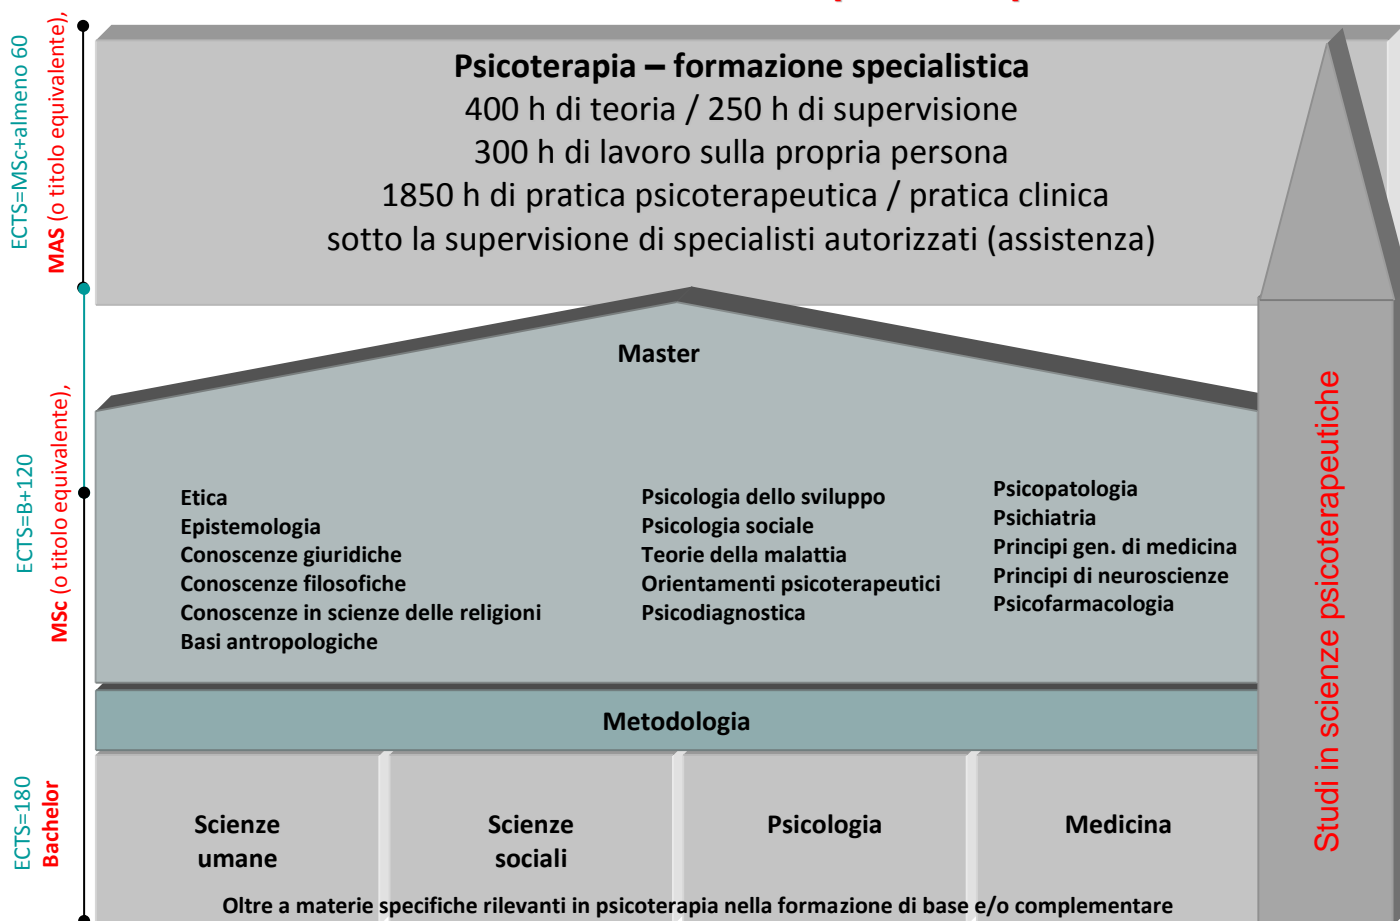 Psicoterapia – formazione specialistica
400 h di teoria / 250 h di supervisione
300 h di lavoro sulla propria persona
1850 h di pratica psicoterapeutica / pratica clinica
sotto la supervisione di specialisti autorizzati (assistenza)
ECTS=MSc+almeno 60
MAS (o titolo equivalente),
Master
Etica
Epistemologia
Conoscenze giuridiche
Conoscenze filosofiche
Conoscenze in scienze delle religioni
Basi antropologiche
Psicologia dello sviluppo
Psicologia sociale
Teorie della malattia
Orientamenti psicoterapeutici
Psicodiagnostica
Psicopatologia
Psichiatria
Principi gen. di medicina
Principi di neuroscienze
Psicofarmacologia
ECTS=B+120
MSc (o titolo equivalente),
Metodologia
Scienze
umane
Scienze
sociali
Psicologia
Medicina
Oltre a materie specifiche rilevanti in psicoterapia nella formazione di base e/o complementare
ECTS=180
Bachelor
Studi in scienze psicoterapeutiche